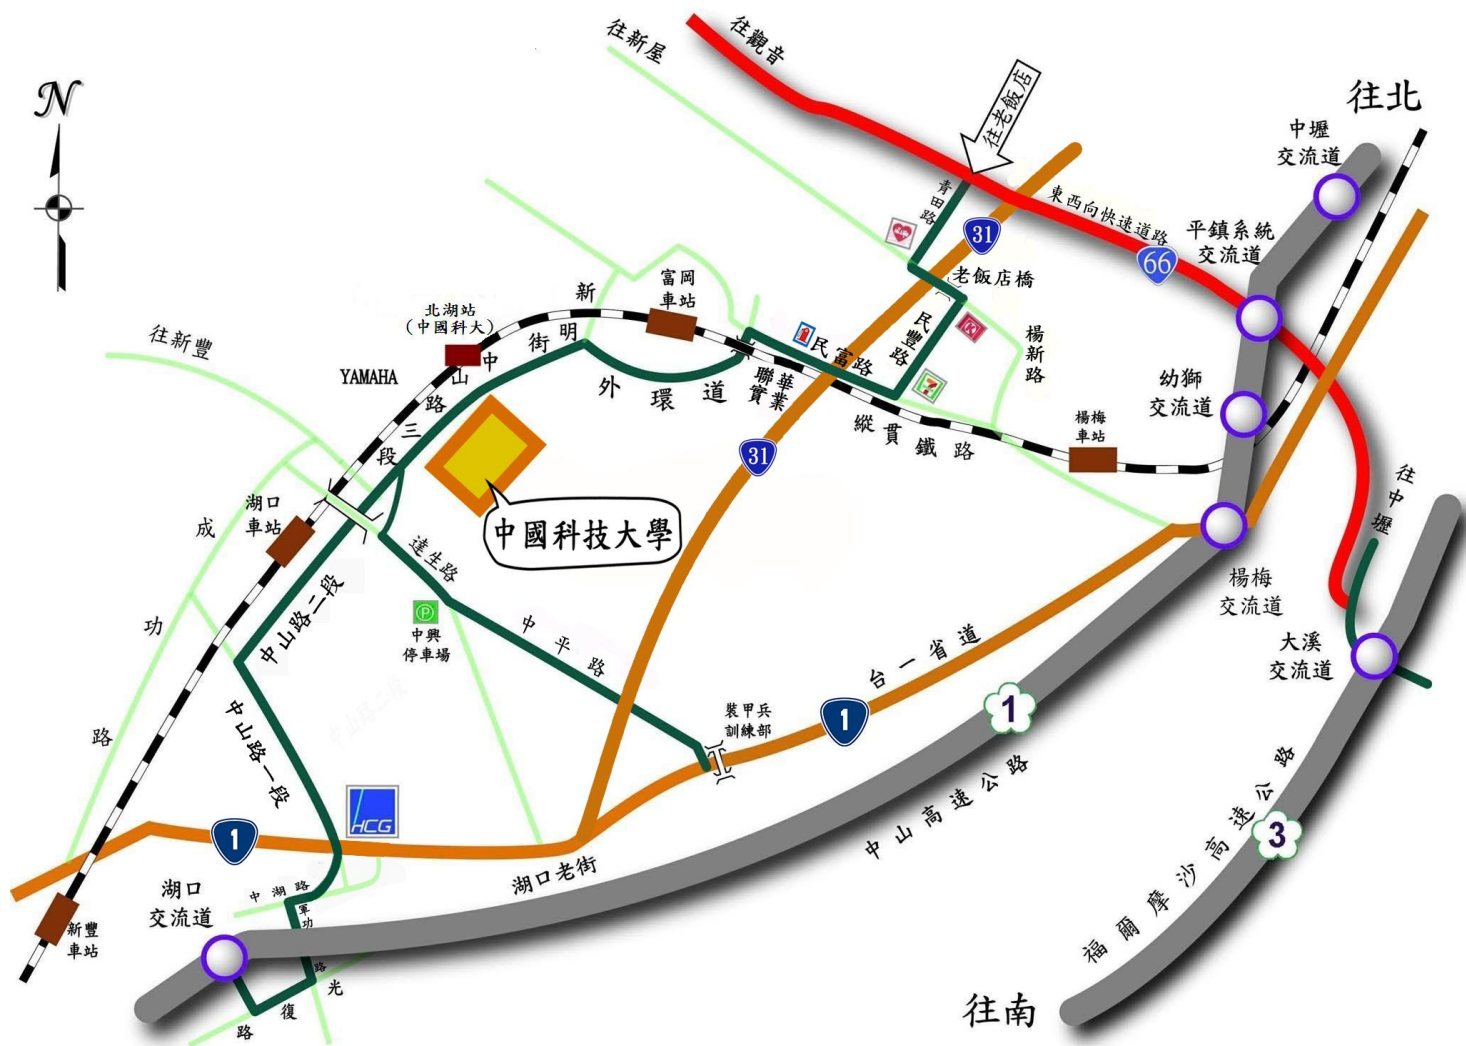 往新屋
往觀音
往老飯店
往北
N
中壢
交流道
青田路
31
東西向快速道路
66
平鎮系統
交流道
老飯店橋
富岡
車站
新明街
北湖站
(中國科大)
中山路三段
YAMAHA
往新豐
民富路
民豐路
楊新路
7
聯華
實業
外環道
幼獅
交流道
縱貫鐵路
楊梅
車站
31
往中壢
湖口
車站
成功路
中國科技大學
達生路
中山路二段
P
中興
停車場
中平路
楊梅
交流道
大溪
交流道
台一省道
中山路二段
中山路一段
裝甲兵
訓練部
1
1
HCG
1
中山高速公路
3
福爾摩沙高速公路
湖口老街
湖口
交流道
中湖路
軍功路
新豐
車站
復光路
往南